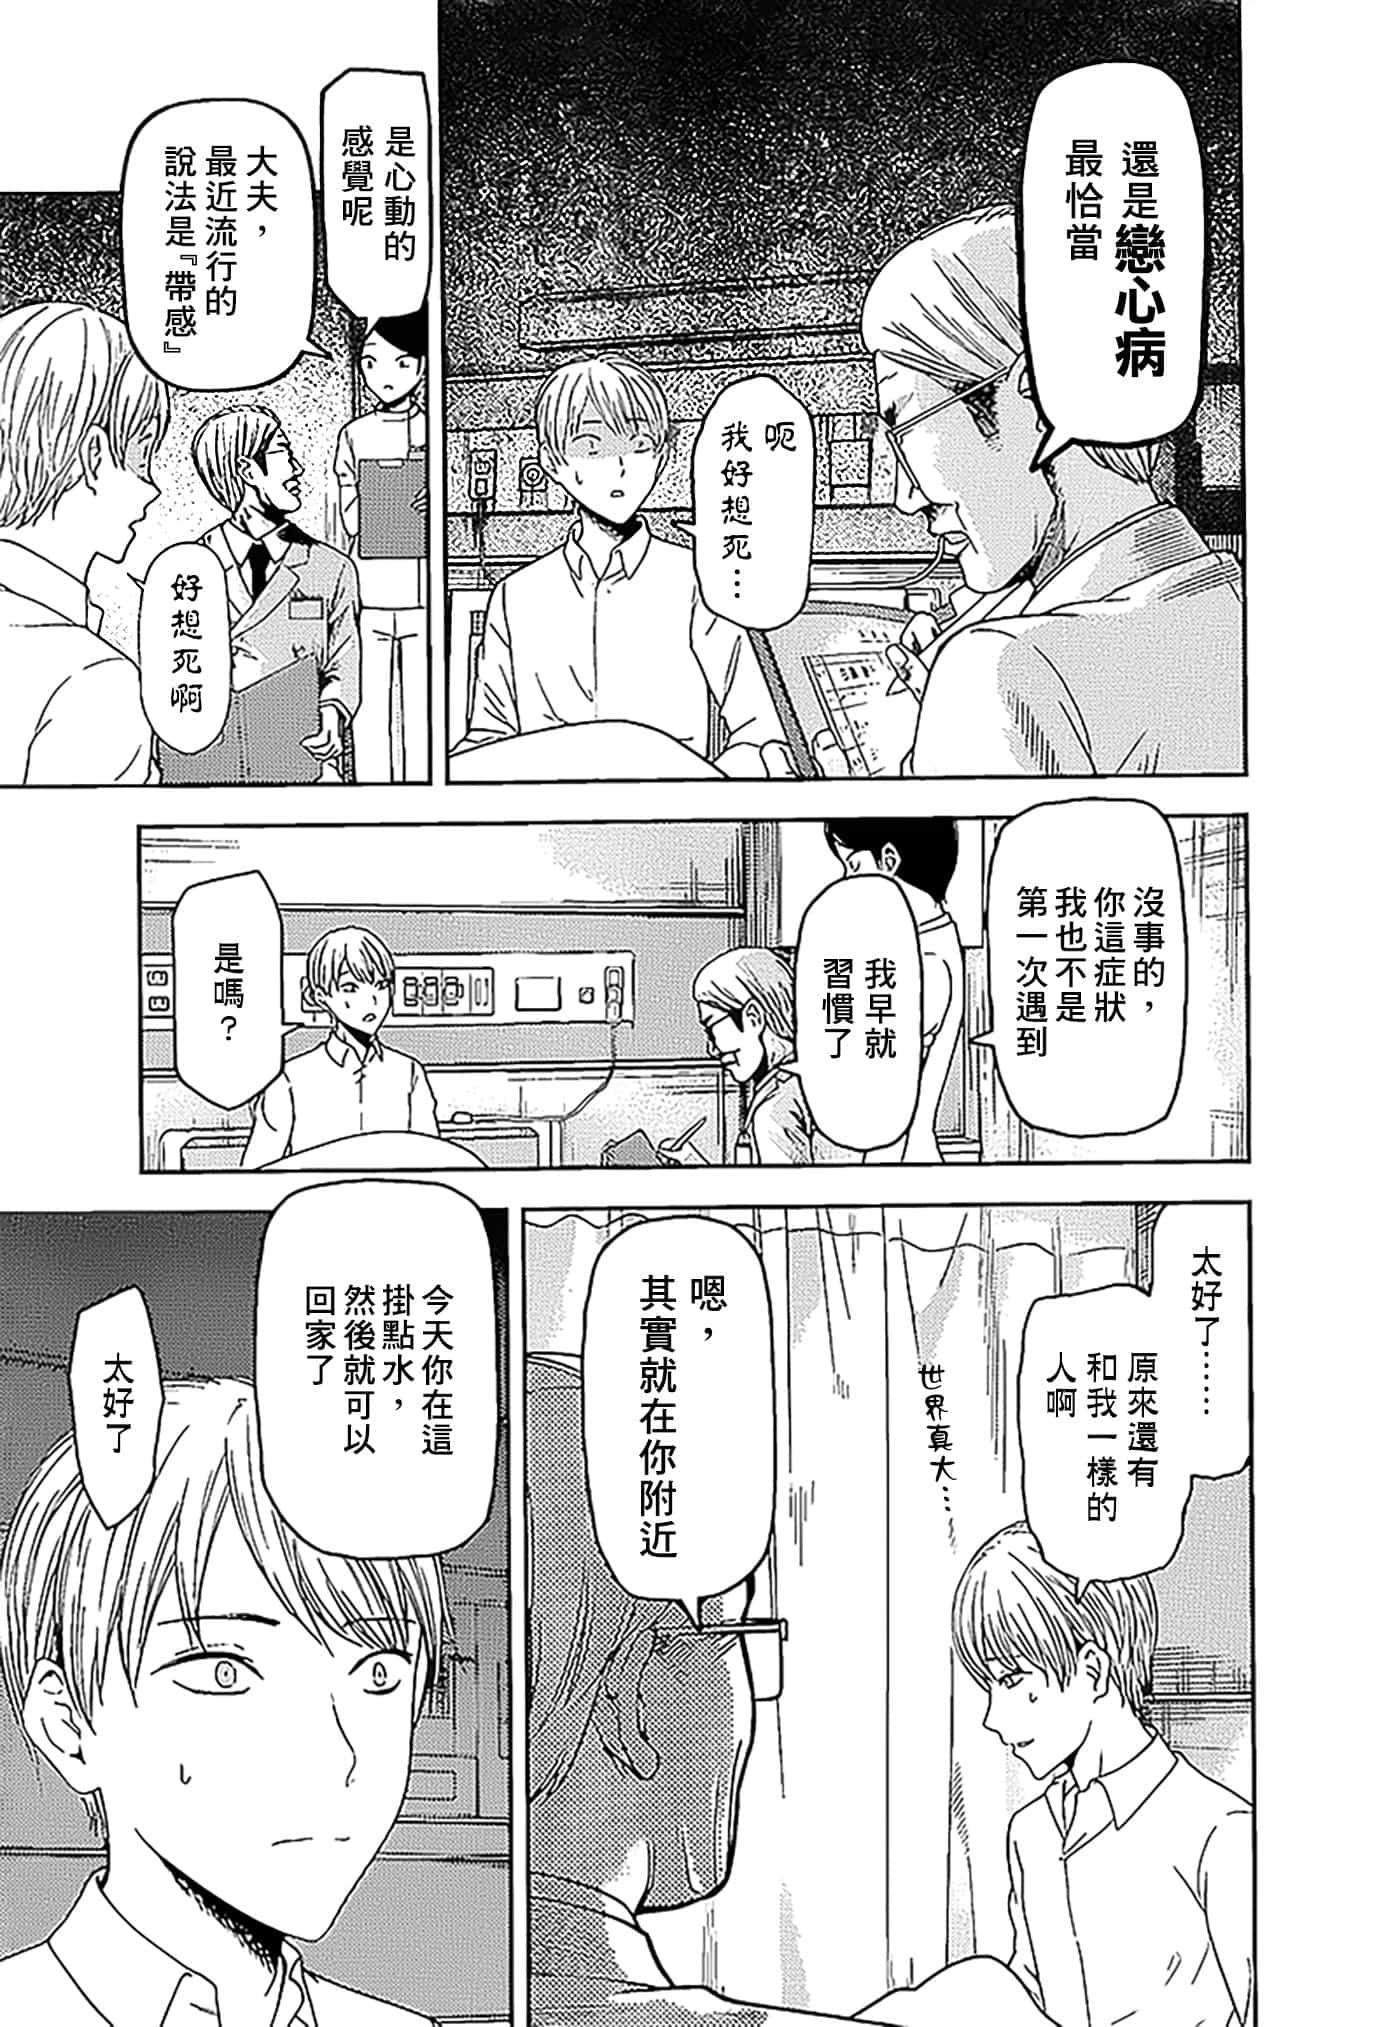 還是戀心病
最恰當
呃
我好想死…
是心動的
感覺呢
大夫，
最近流行的
說法是『帶感』
好想死啊
沒事的，
你這症狀
我也不是
第一次遇到
我早就
習慣了
是嗎？
太好了……
原來還有
和我一樣的
人啊
世界真大…
嗯，
其實就在你附近
今天你在這
掛點水，
然後就可以
回家了
太好了